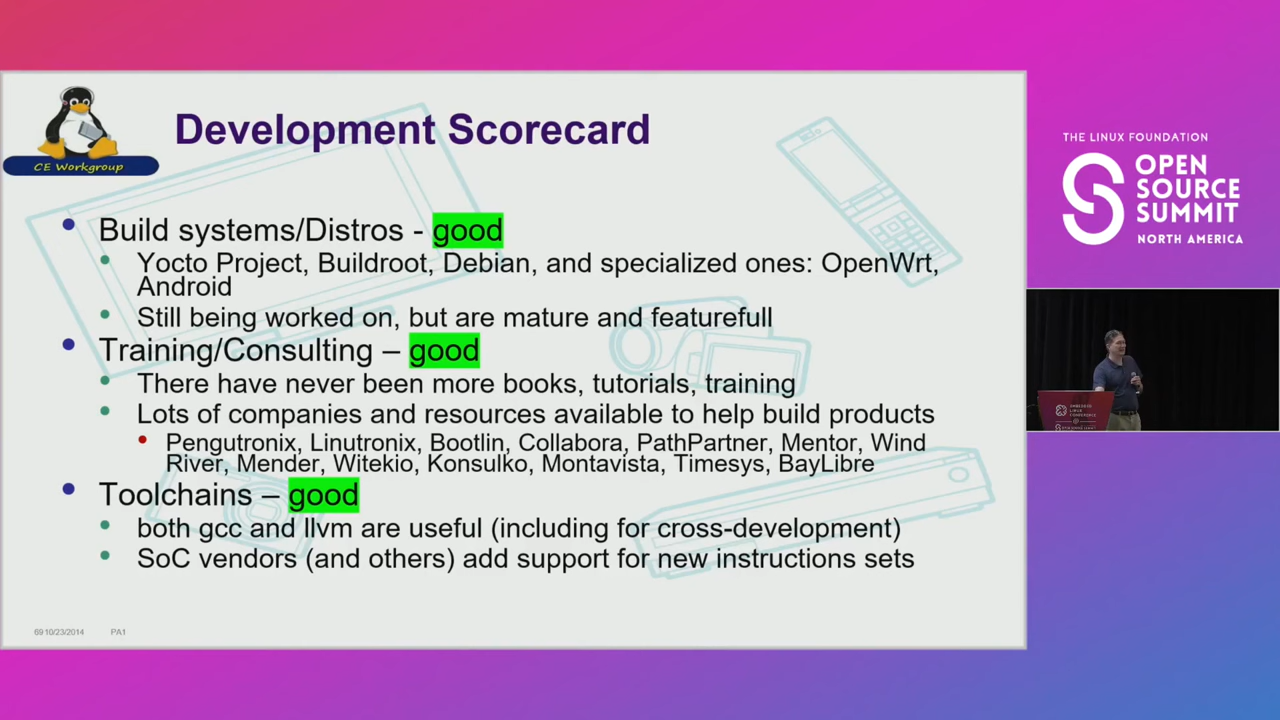 CE Workgroup
Development Scorecard
Build systems/Distros - good
Yocto Project, Buildroot, Debian, and specialized ones: OpenWrt,
Android
Still being worked on, but are mature and featurefull
Training/Consulting – good
There have never been more books, tutorials, training
Lots of companies and resources available to help build products
Pengutronix, Linutronix, Bootlin, Collabora, PathPartner, Mentor, Wind
River, Mender, Witekio, Konsulko, Montavista, Timesys, BayLibre
Toolchains – good
both gcc and llvm are useful (including for cross-development)
SoC vendors (and others) add support for new instructions sets
69 10/23/2014 PA1
THE LINUX FOUNDATION
OPEN
SOURCE
SUMMIT
NORTH AMERICA
EMBEDDED
LINUX
CONFERENCE